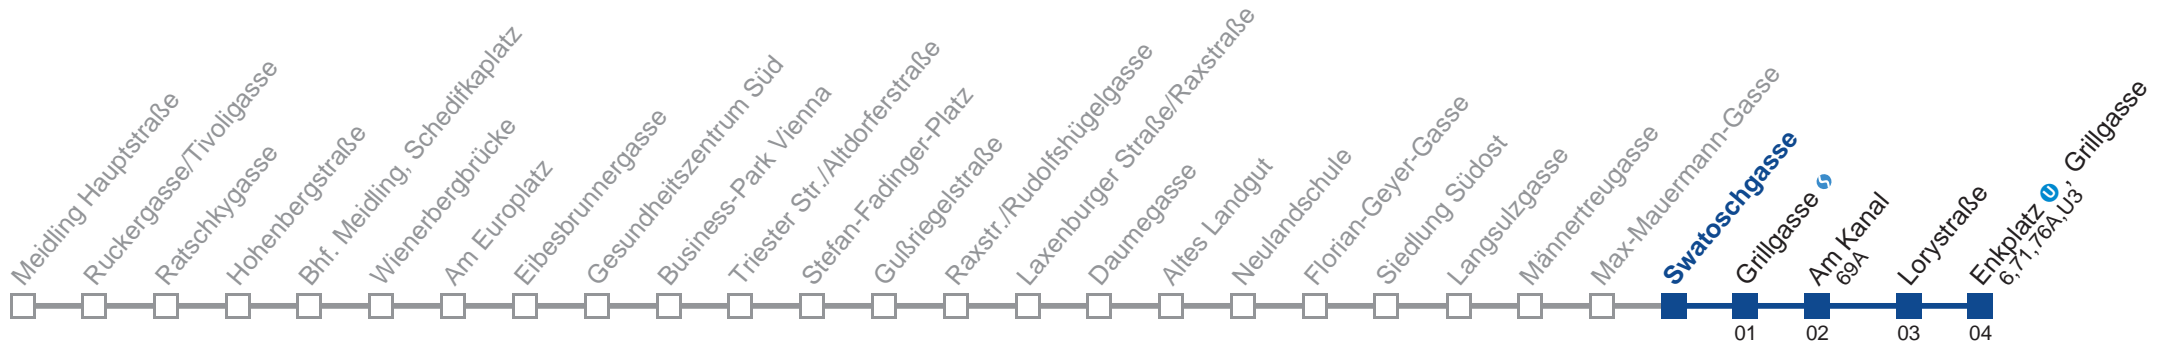 Meidling Hauptstraße
Ruckergasse/Tivoligasse
Ratschkygasse
Hohenbergstraße
Bhf. Meidling, Schedifkaplatz
Wienerbergbrücke
Am Europlatz
Eibesbrunnergasse
Gesundheitszentrum Süd
Business-Park Vienna
Triester Str./Altdorferstraße
Stefan-Fadinger-Platz
Gußriegelstraße
Raxstr./Rudolfshügelgasse
Laxenburger Straße/Raxstraße
Daumegasse
Altes Landgut
Neulandschule
Florian-Geyer-Gasse
Siedlung Südost
Langsulzgasse
Männertreugasse
Max-Mauermann-Gasse
Swatoschgasse
Grillgasse S
01
Am Kanal
69A
02
Lorystraße
03
Enkplatz U, Grillgasse
6,71,76A,U3
04